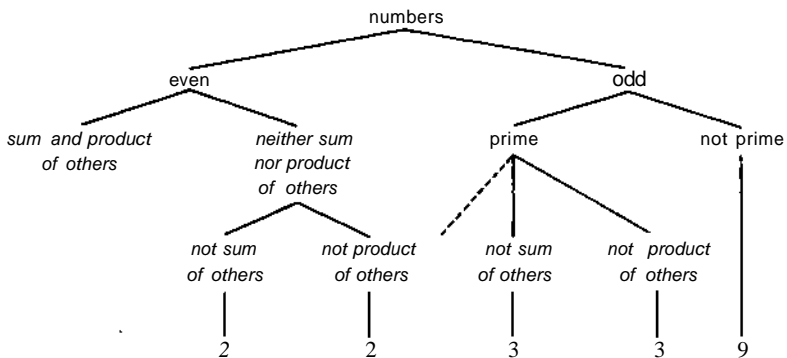 numbers
even
odd
sum and product
of others
neither sum
nor product
of others
prime
not prime
not sum
of others
not product
of others
not sum
of others
not product
of others
2
2
3
3
9